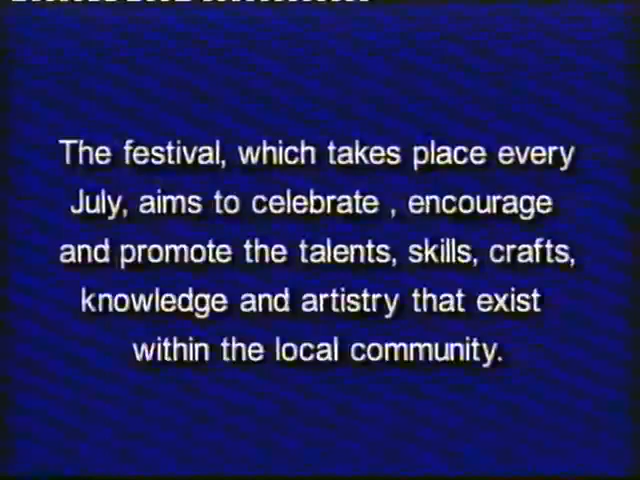 The festival, which takes place every
July, aims to celebrate , encourage
and promote the talents, skills, crafts,
knowledge and artistry that exist
within the local community.